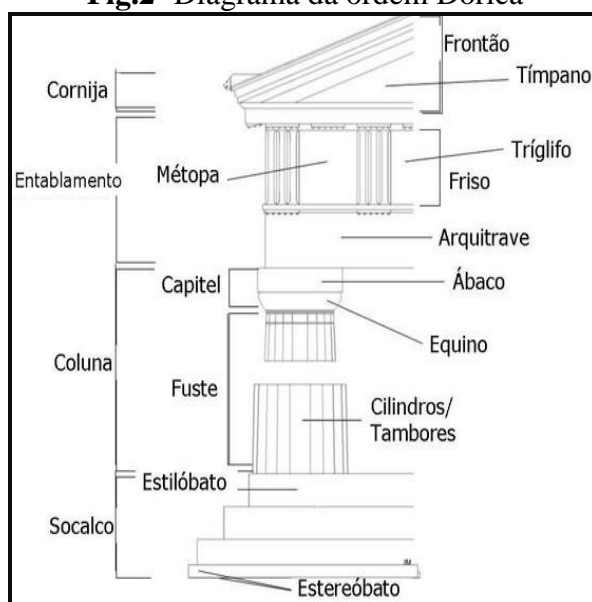 Fig.2- Diagrama da ordem Dórica
Frontão
Tímpano
Cornija
Tríglifo
Métopa
Entablamento
Friso
Arquitrave
Ábaco
Capitel
Equino
Coluna
Fuste
Cilindros/
Tambores
Estilóbato
Socalco
Estereóbato